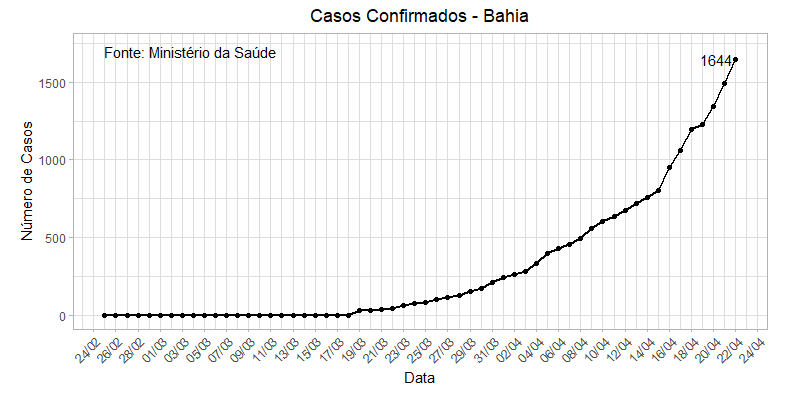 Casos Confirmados - Bahia
Fonte: Ministério da Saúde
1644
1500
1000
500
0
Número de Casos
24/02 26/02 28/02 01/03 03/03 05/03 07/03 09/03 11/03 13/03 15/03 17/03 19/03 21/03 23/03 25/03 27/03 29/03 31/03 02/04 04/04 06/04 08/04 10/04 12/04 14/04 16/04 18/04 20/04 22/04 24/04
Data